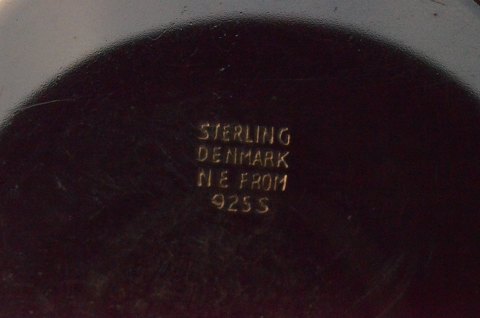 STERLING
DENMARK
N E FROM
925 S